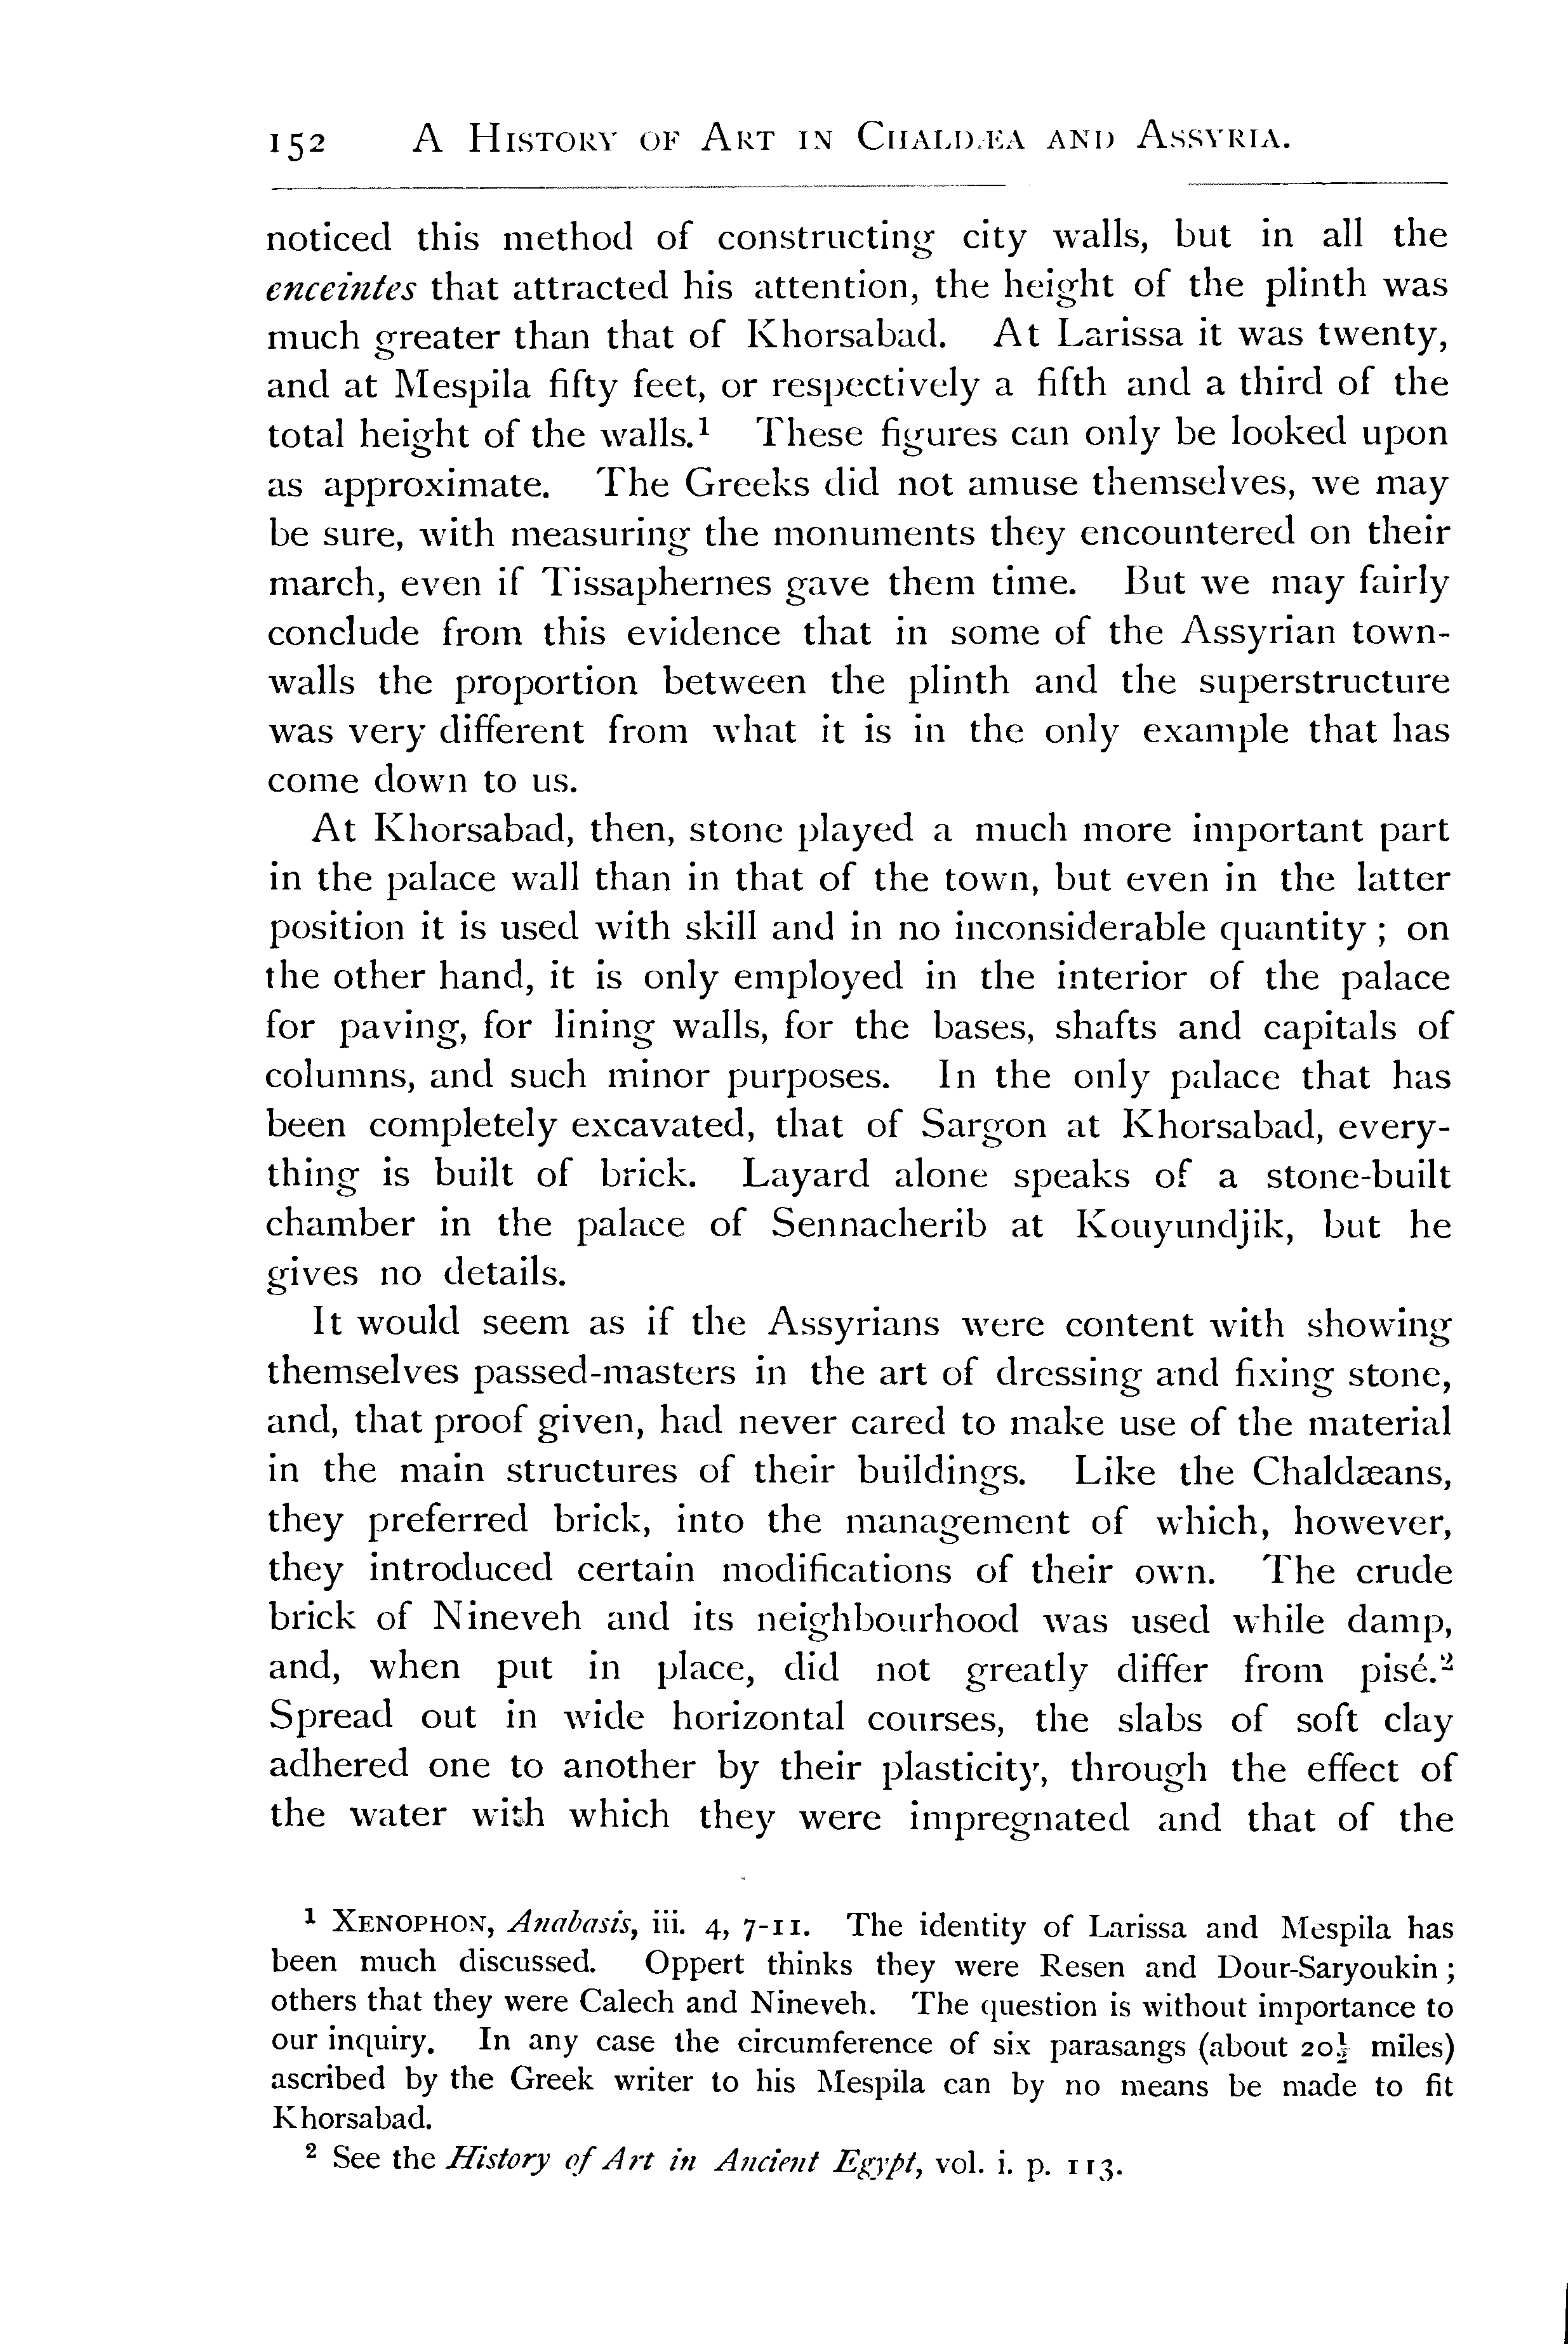 152 A History of Art in Chaldæa and Assyria.
noticed this method of constructing city walls, but in all the
enceintes that attracted his attention, the height of the plinth was
much greater than that of Khorsabad. At Larissa it was twenty,
and at Mespila fifty feet, or respectively a fifth and a third of the
total height of the walls.¹ These figures can only be looked upon
as approximate. The Greeks did not amuse themselves, we may
be sure, with measuring the monuments they encountered on their
march, even if Tissaphernes gave them time. But we may fairly
conclude from this evidence that in some of the Assyrian town-
walls the proportion between the plinth and the superstructure
was very different from what it is in the only example that has
come down to us.
At Khorsabad, then, stone played a much more important part
in the palace wall than in that of the town, but even in the latter
position it is used with skill and in no inconsiderable quantity ; on
the other hand, it is only employed in the interior of the palace
for paving, for lining walls, for the bases, shafts and capitals of
columns, and such minor purposes. In the only palace that has
been completely excavated, that of Sargon at Khorsabad, every-
thing is built of brick. Layard alone speaks of a stone-built
chamber in the palace of Sennacherib at Kouyundjik, but he
gives no details.
It would seem as if the Assyrians were content with showing
themselves passed-masters in the art of dressing and fixing stone,
and, that proof given, had never cared to make use of the material
in the main structures of their buildings. Like the Chaldæans,
they preferred brick, into the management of which, however,
they introduced certain modifications of their own. The crude
brick of Nineveh and its neighbourhood was used while damp,
and, when put in place, did not greatly differ from pisé.²
Spread out in wide horizontal courses, the slabs of soft clay
adhered one to another by their plasticity, through the effect of
the water with which they were impregnated and that of the
¹ Xenophon, Anabasis, iii. 4, 7-11. The identity of Larissa and Mespila has
been much discussed. Oppert thinks they were Resen and Dour-Saryoukin ;
others that they were Calech and Nineveh. The question is without importance to
our inquiry. In any case the circumference of six parasangs (about 20½ miles)
ascribed by the Greek writer to his Mespila can by no means be made to fit
Khorsabad.
² See the History of Art in Ancient Egypt, vol. i. p. 113.